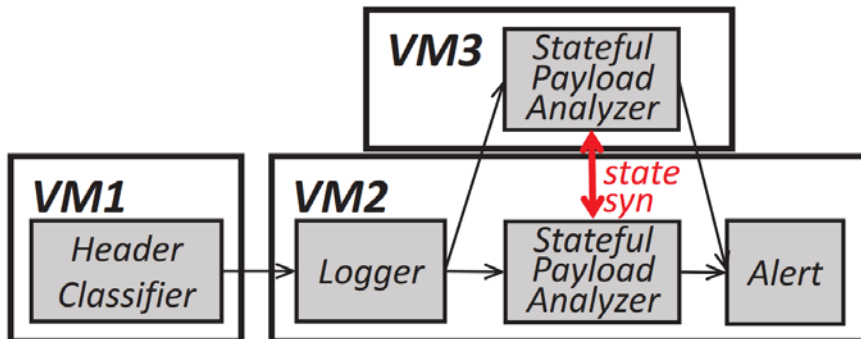 VM3
Stateful
Payload
Analyzer
state
syn
VM1
Header
Classifier
VM2
Logger
Stateful
Payload
Analyzer
Alert